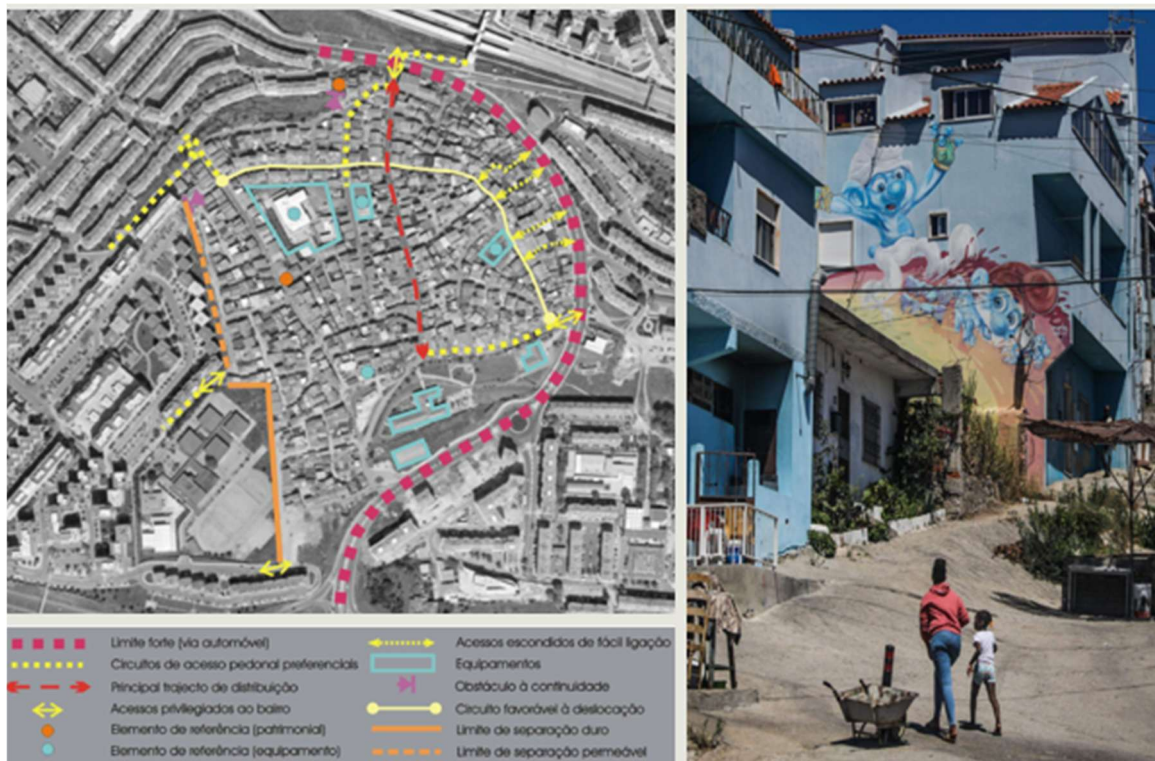 Limite forte (via automóvel)
Circuitos de acesso pedonal preferenciais
Principal trajecto de distribuição
Acessos privilegiados ao bairro
Elemento de referência (patrimonial)
Elemento de referência (equipamento)
Acessos escondidos de fácil ligação
Equipamentos
Obstáculo à continuidade
Circuito favorável à deslocação
Limite de separação duro
Limite de separação permeável